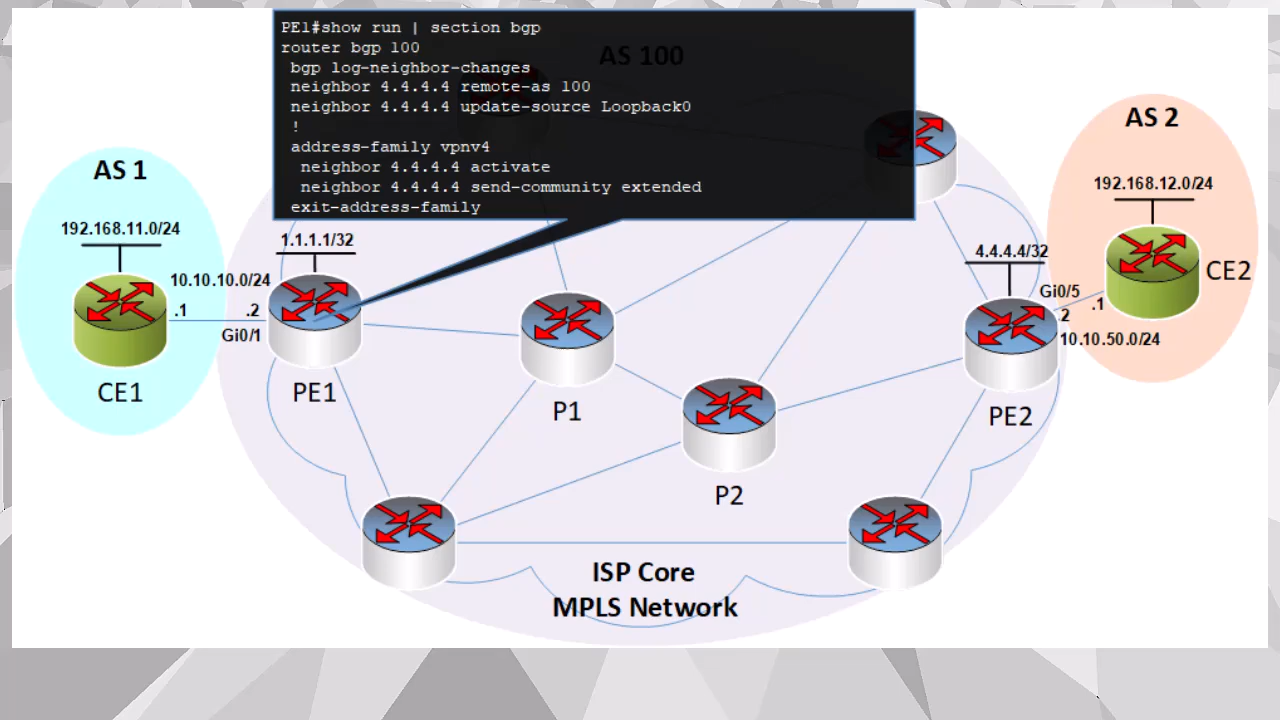 PE1#show run | section bgp
router bgp 100
bgp log-neighbor-changes
neighbor 4.4.4.4 remote-as 100
neighbor 4.4.4.4 update-source Loopback0
!
address-family vpnv4
neighbor 4.4.4.4 activate
neighbor 4.4.4.4 send-community extended
exit-address-family
AS 100
AS 1
192.168.11.0/24
10.10.10.0/24
.1
.2
Gi0/1
CE1
1.1.1.1/32
PE1
P1
P2
AS 2
192.168.12.0/24
CE2
4.4.4.4/32
Gi0/5
.1
2
10.10.50.0/24
PE2
ISP Core
MPLS Network